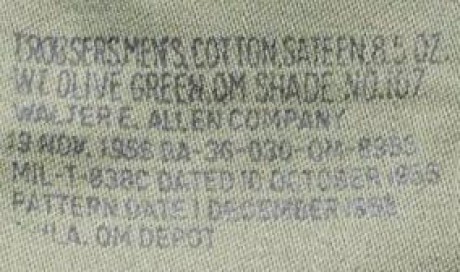 TROUSERS, MEN'S, COTTON, SATEEN, 8.5 OZ.
WT. OLIVE GREEN, QM SHADE NO. 107
WALTER E. ALLEN COMPANY
19 NOV. 1956 DA-36-030-QM-
MIL-T-838C DATED 10 OCTOBER 1955
PATTERN DATE 1 DECEMBER
QM DEPOT